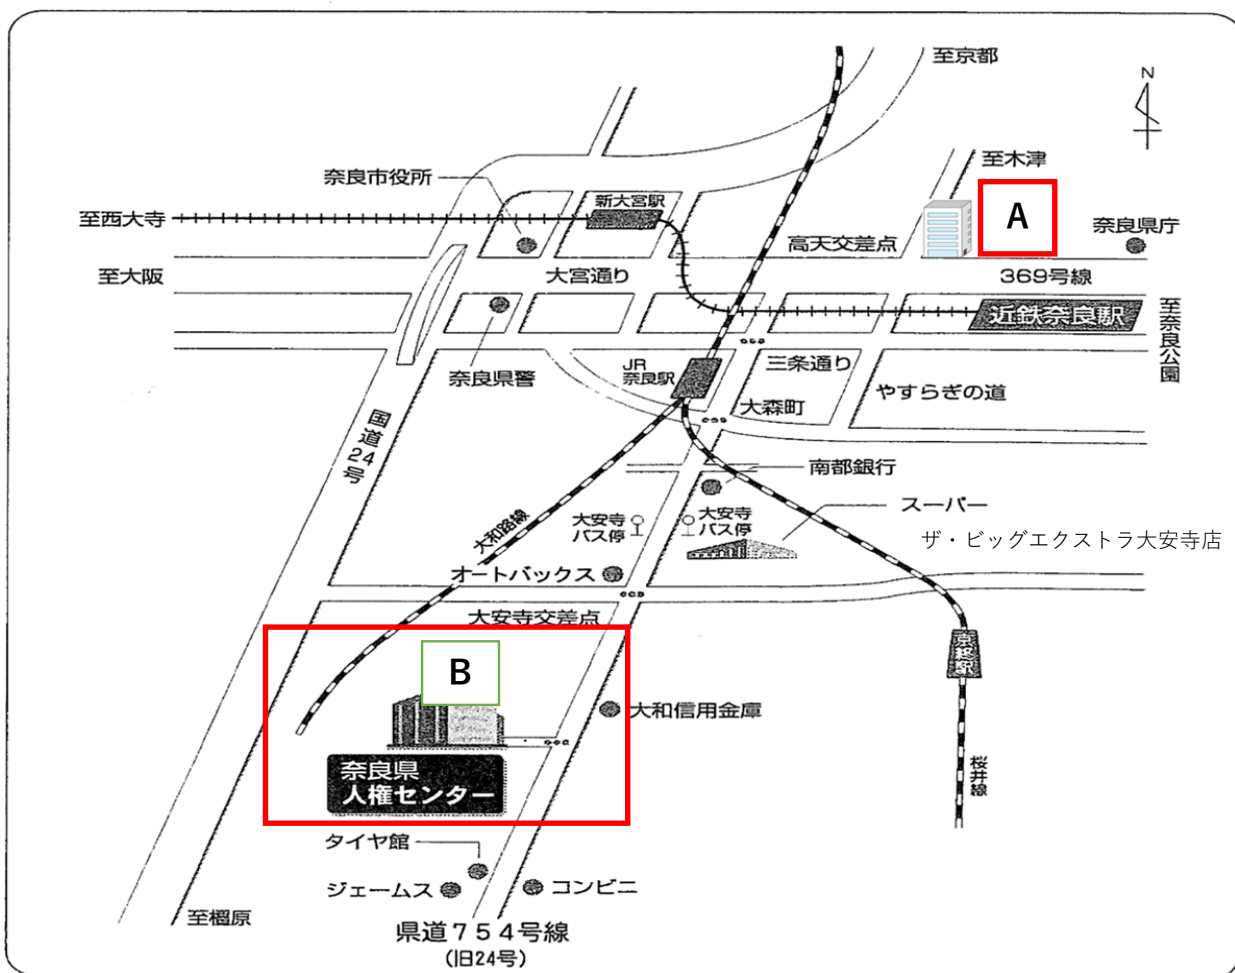 至京都
N
至木津
奈良市役所
新大宮駅
至西大寺
A
奈良県庁
高天交差点
至大阪
大宮通り
369号線
近鉄奈良駅
至奈良公園
奈良県警
JR
奈良駅
三条通り
大森町
やすらぎの道
国道24号
南都銀行
大安寺
バス停
大安寺
バス停
スーパー
ザ・ビッグエクストラ大安寺店
大和路線
オートバックス
大安寺交差点
京終駅
B
大和信用金庫
奈良県
人権センター
桜井線
タイヤ館
ジェームス
コンビニ
至橿原
県道754号線
(旧24号)